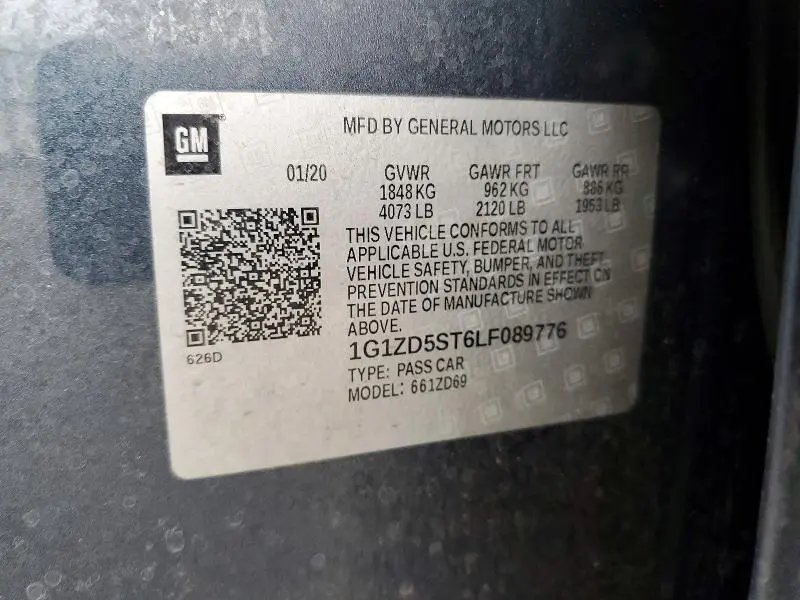 GM
MFD BY GENERAL MOTORS LLC
01/20 GVWR GAWR FRT GAWR RR
1848 KG 962 KG 886 KG
4073 LB 2120 LB 1953 LB
THIS VEHICLE CONFORMS TO ALL
APPLICABLE U.S. FEDERAL MOTOR
VEHICLE SAFETY, BUMPER, AND THEFT
PREVENTION STANDARDS IN EFFECT ON
THE DATE OF MANUFACTURE SHOWN
ABOVE.
626D
1G1ZD5ST6LF089776
TYPE: PASS CAR
MODEL: 661ZD69